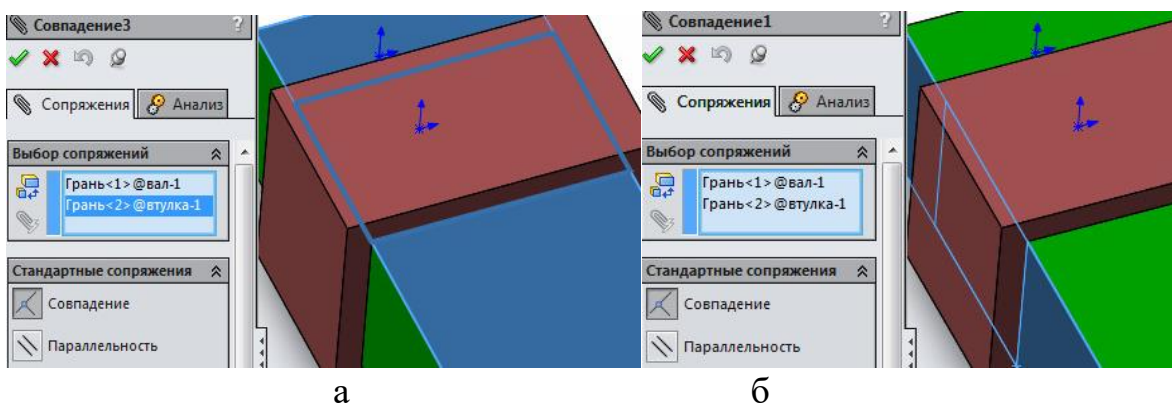 Совпадение3 ?
Сопряжения Анализ
Выбор сопряжений
Грань<1>@вал-1
Грань<2>@втулка-1
Стандартные сопряжения
Совпадение
Параллельность
а
Совпадение1 ?
Сопряжения Анализ
Выбор сопряжений
Грань<1>@вал-1
Грань<2>@втулка-1
Стандартные сопряжения
Совпадение
Параллельность
б